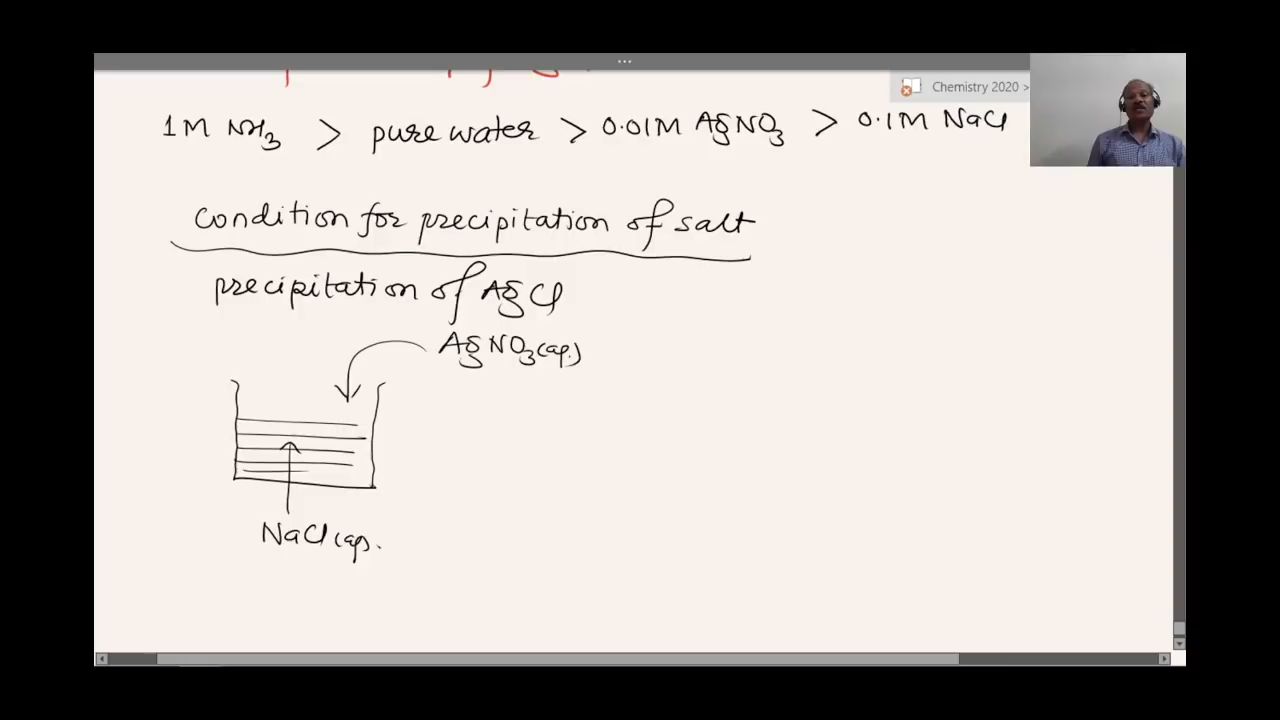 Chemistry 2020 >
1M NH3 > pure water > 0.01M AgNO3 > 0.1M NaCl
condition for precipitation of salt
precipitation of AgCl
AgNO3(aq.)
NaCl(aq).